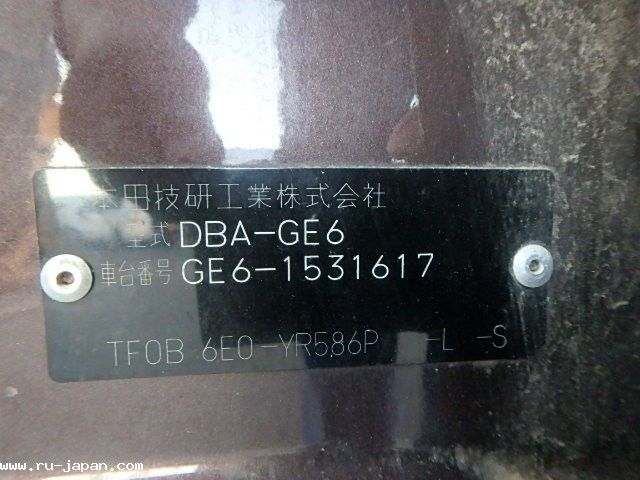 本田技研工業株式会社
型式 DBA-GE6
車台番号 GE6-1531617
TF0B 6E0-YR586P -L -S
www.ru-japan.com